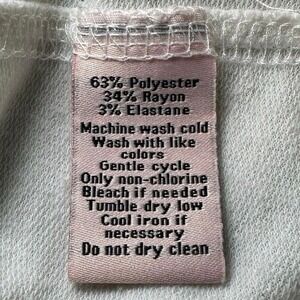 63% Polyester
34% Rayon
3% Elastane
Machine wash cold
Wash with like
colors
Gentle cycle
Only non-chlorine
Bleach if needed
Tumble dry low
Cool iron if
necessary
Do not dry clean